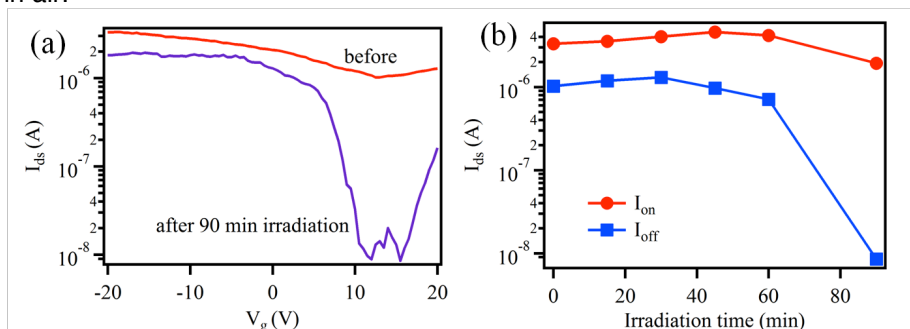 in air.
(a)
before
after 90 min irradiation
I_ds (A)
2
10^-6
4
2
10^-7
4
2
10^-8
-20
-10
0
10
20
V_g (V)
(b)
I_ds (A)
4
2
10^-6
4
2
10^-7
4
2
10^-8
I_on
I_off
0
20
40
60
80
Irradiation time (min)